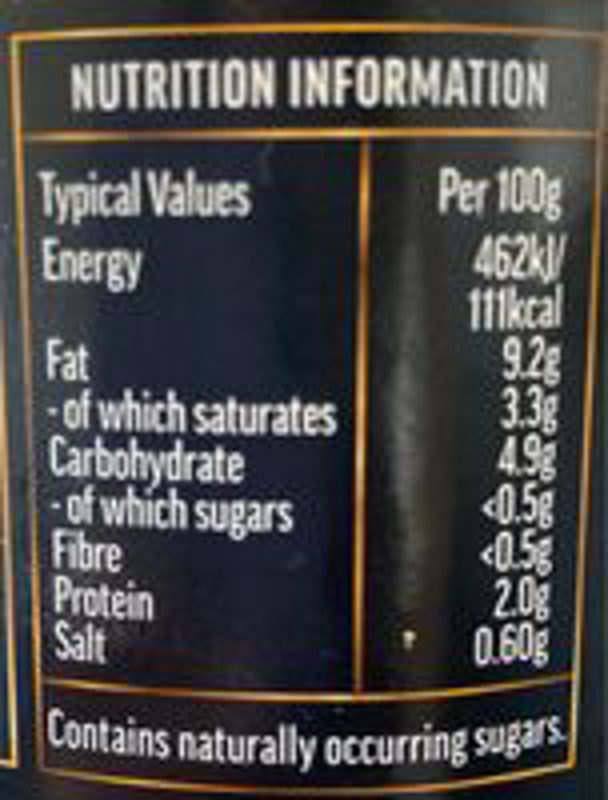 NUTRITION INFORMATION
Typical Values Per 100g
Energy 462kJ/
111kcal
Fat 9.2g
- of which saturates 3.3g
Carbohydrate 4.9g
- of which sugars <0.5g
Fibre <0.5g
Protein 2.0g
Salt 0.60g
Contains naturally occurring sugars.